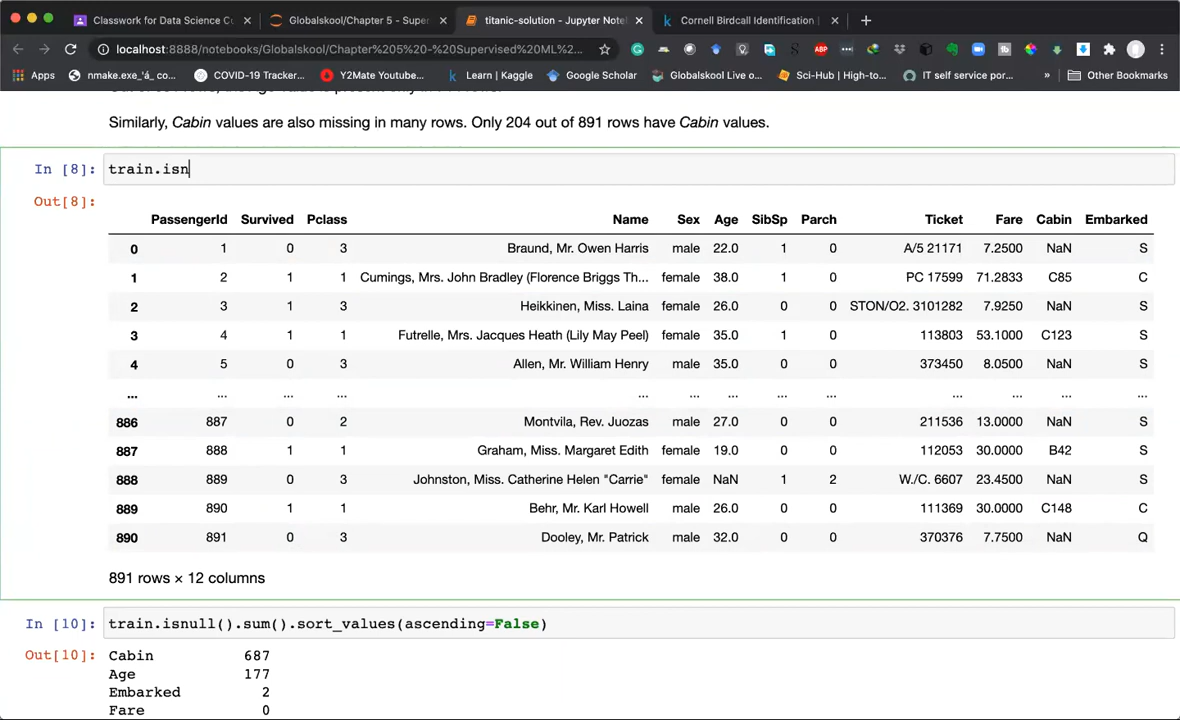 Classwork for Data Science Co
Globalskool/Chapter 5 - Super
titanic-solution - Jupyter Note
Cornell Birdcall Identification
localhost:8888/notebooks/Globalskool/Chapter%205%20-%20Supervised%20ML%2...
ABP
Apps
nmake.exe'á_co...
COVID-19 Tracker...
Y2Mate Youtube...
Learn | Kaggle
Google Scholar
Globalskool Live o...
Sci-Hub | High-to...
IT self service por...
»
Other Bookmarks
Similarly, Cabin values are also missing in many rows. Only 204 out of 891 rows have Cabin values.
In [8]: train.isn
Out[8]:
PassengerId Survived Pclass Name Sex Age SibSp Parch Ticket Fare Cabin Embarked
0 1 0 3 Braund, Mr. Owen Harris male 22.0 1 0 A/5 21171 7.2500 NaN S
1 2 1 1 Cumings, Mrs. John Bradley (Florence Briggs Th... female 38.0 1 0 PC 17599 71.2833 C85 C
2 3 1 3 Heikkinen, Miss. Laina female 26.0 0 0 STON/O2. 3101282 7.9250 NaN S
3 4 1 1 Futrelle, Mrs. Jacques Heath (Lily May Peel) female 35.0 1 0 113803 53.1000 C123 S
4 5 0 3 Allen, Mr. William Henry male 35.0 0 0 373450 8.0500 NaN S
... ... ... ... ... ... ... ... ... ... ... ... ...
886 887 0 2 Montvila, Rev. Juozas male 27.0 0 0 211536 13.0000 NaN S
887 888 1 1 Graham, Miss. Margaret Edith female 19.0 0 0 112053 30.0000 B42 S
888 889 0 3 Johnston, Miss. Catherine Helen "Carrie" female NaN 1 2 W./C. 6607 23.4500 NaN S
889 890 1 1 Behr, Mr. Karl Howell male 26.0 0 0 111369 30.0000 C148 C
890 891 0 3 Dooley, Mr. Patrick male 32.0 0 0 370376 7.7500 NaN Q
891 rows × 12 columns
In [10]: train.isnull().sum().sort_values(ascending=False)
Out[10]: Cabin 687
Age 177
Embarked 2
Fare 0